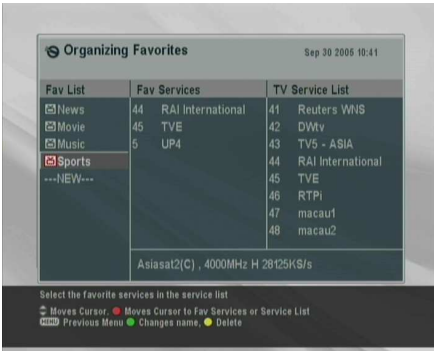 Organizing Favorites
Sep 30 2005 10:41
Fav List
Fav Services
TV Service List
News
Movie
Music
Sports
---NEW---
44 RAI International
45 TVE
5 UP4
41 Reuters WNS
42 DWtv
43 TV5 - ASIA
44 RAI International
45 TVE
46 RTPi
47 macau1
48 macau2
Asiasat2(C) , 4000MHz H 28125KS/s
Select the favorite services in the service list
Moves Cursor. Moves Cursor to Fav Services or Service List
MENU Previous Menu Changes name, Delete